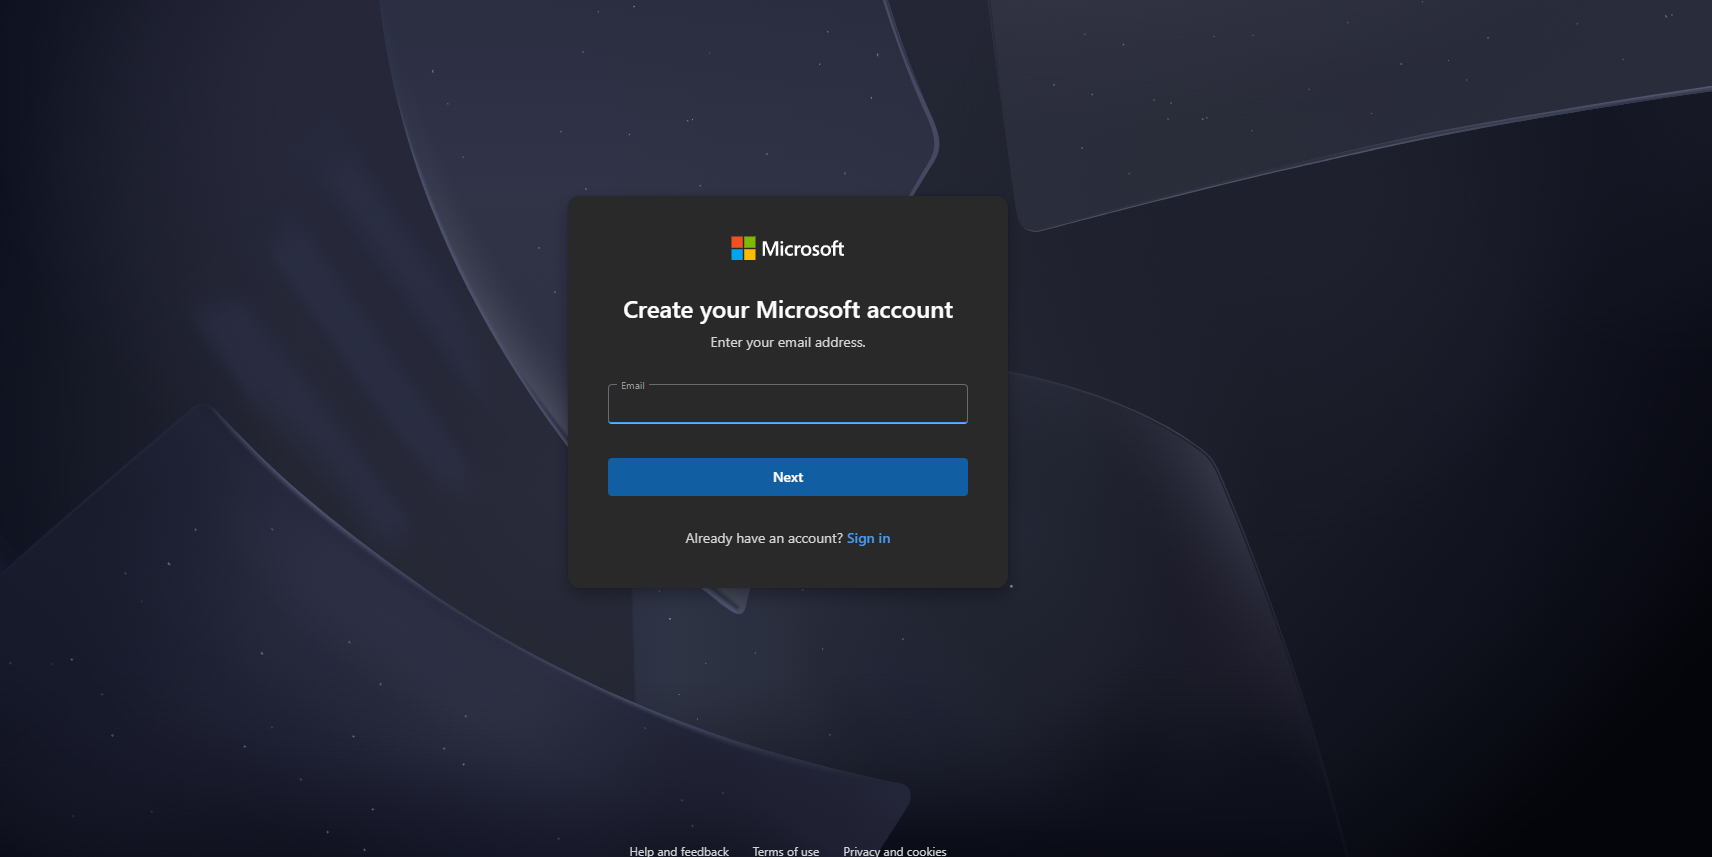 Microsoft
Create your Microsoft account
Enter your email address.
Email
Next
Already have an account? Sign in
Help and feedback Terms of use Privacy and cookies